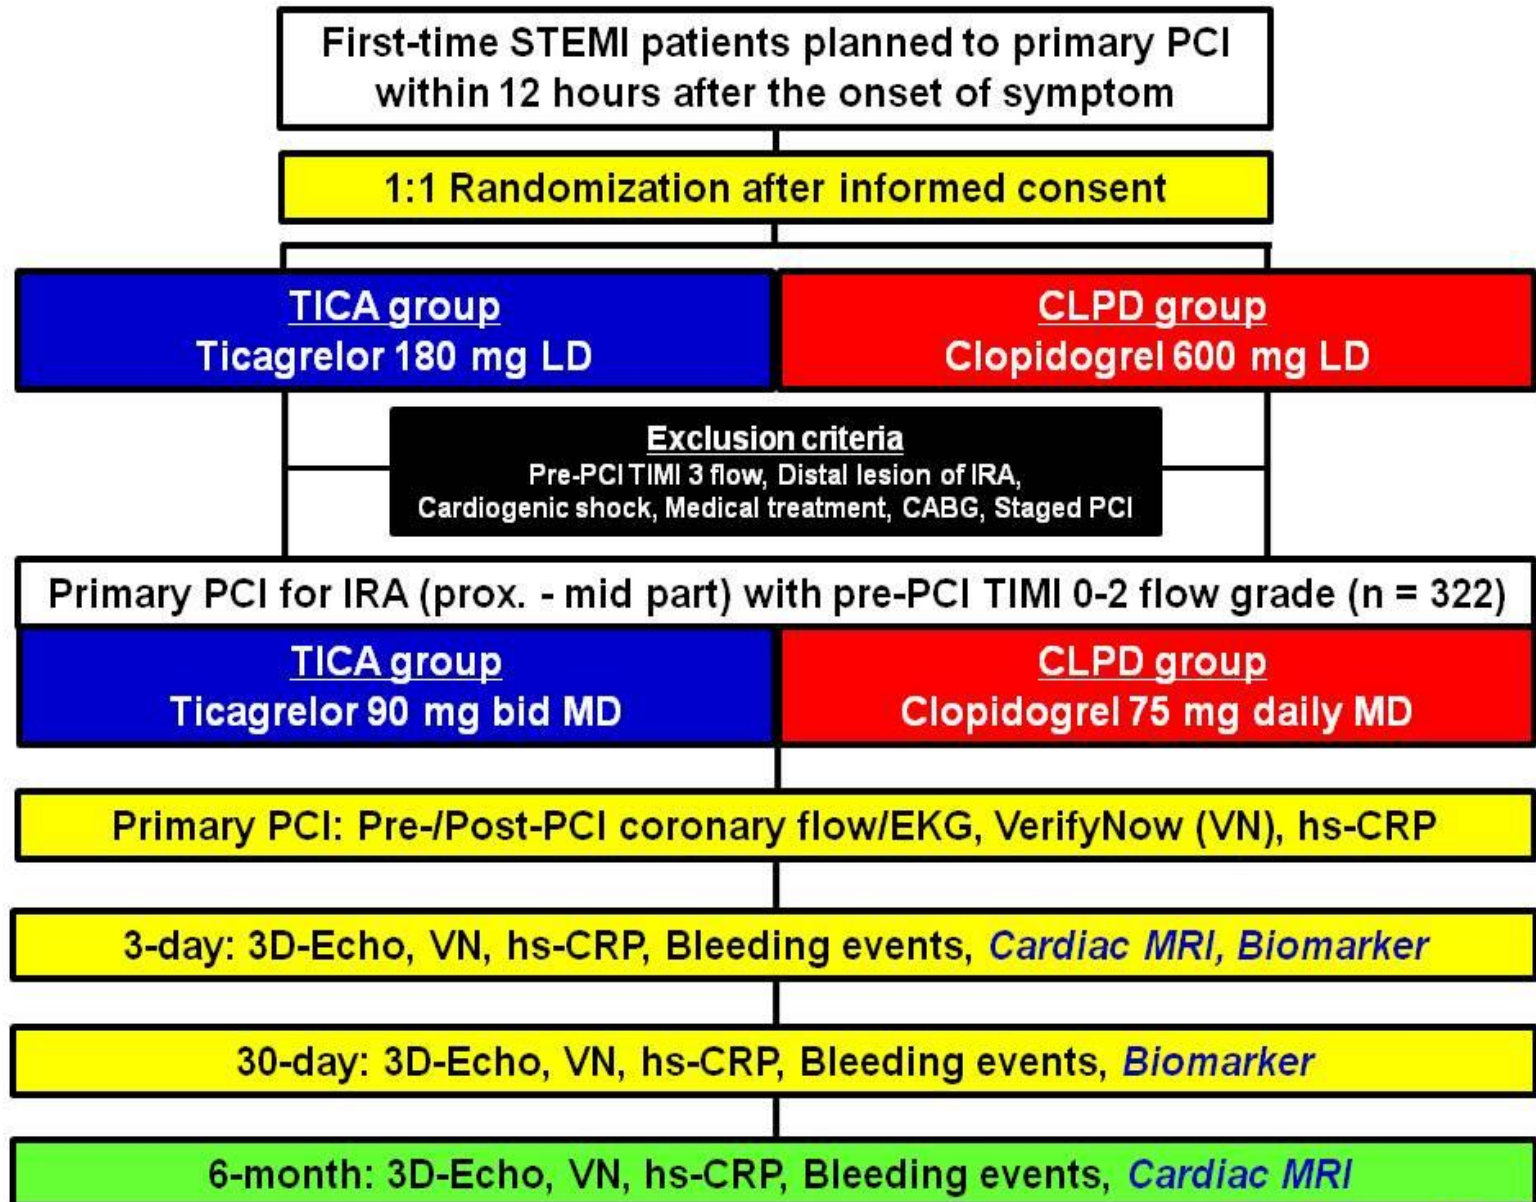 First-time STEMI patients planned to primary PCI
within 12 hours after the onset of symptom
1:1 Randomization after informed consent
TICA group
Ticagrelor 180 mg LD
CLPD group
Clopidogrel 600 mg LD
Exclusion criteria
Pre-PCI TIMI 3 flow, Distal lesion of IRA,
Cardiogenic shock, Medical treatment, CABG, Staged PCI
Primary PCI for IRA (prox. - mid part) with pre-PCI TIMI 0-2 flow grade (n = 322)
TICA group
Ticagrelor 90 mg bid MD
CLPD group
Clopidogrel 75 mg daily MD
Primary PCI: Pre-/Post-PCI coronary flow/EKG, VerifyNow (VN), hs-CRP
3-day: 3D-Echo, VN, hs-CRP, Bleeding events, Cardiac MRI, Biomarker
30-day: 3D-Echo, VN, hs-CRP, Bleeding events, Biomarker
6-month: 3D-Echo, VN, hs-CRP, Bleeding events, Cardiac MRI